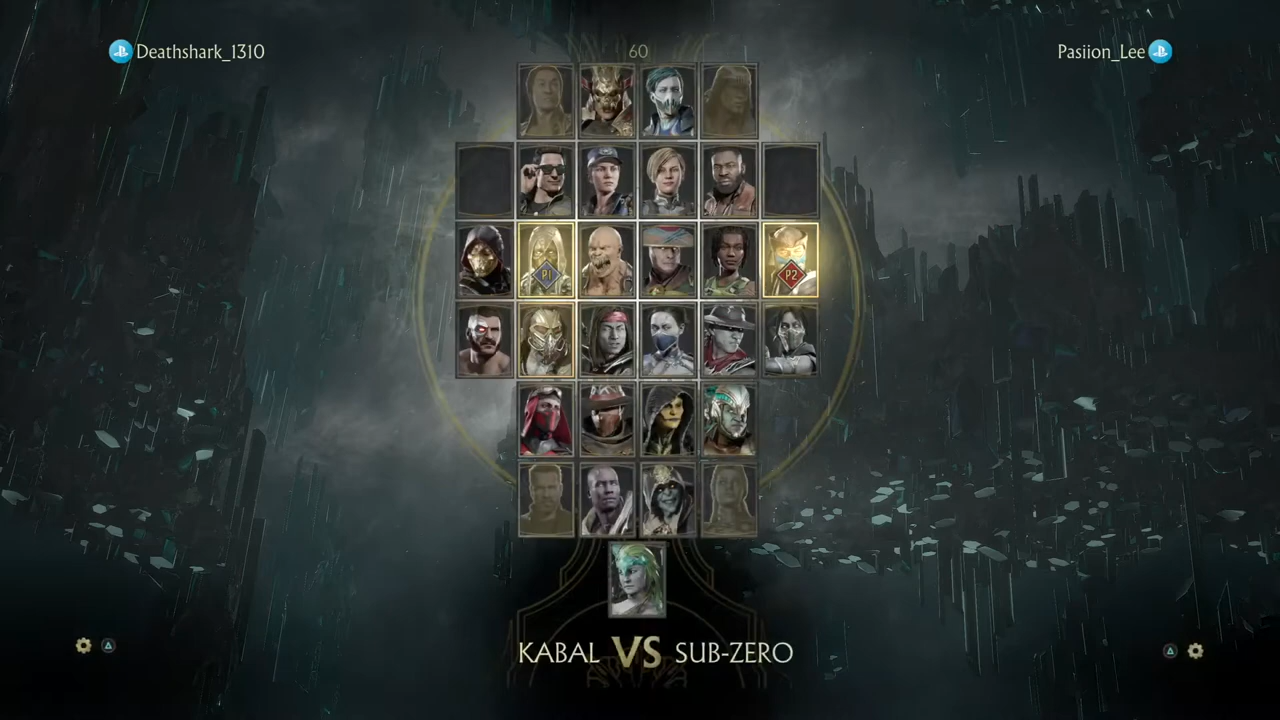 Deathshark_1310
60
Pasiion_Lee
P1
P2
KABAL VS SUB-ZERO